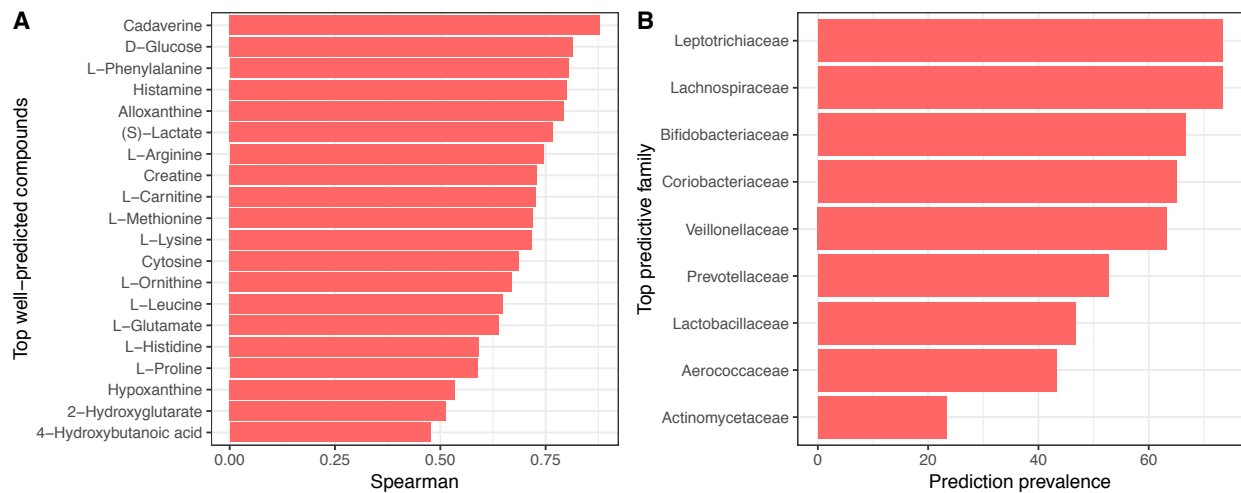 A
Top well−predicted compounds
Cadaverine
D−Glucose
L−Phenylalanine
Histamine
Alloxanthine
(S)−Lactate
L−Arginine
Creatine
L−Carnitine
L−Methionine
L−Lysine
Cytosine
L−Ornithine
L−Leucine
L−Glutamate
L−Histidine
L−Proline
Hypoxanthine
2−Hydroxyglutarate
4−Hydroxybutanoic acid
0.00 0.25 0.50 0.75
Spearman
B
Top predictive family
Leptotrichiaceae
Lachnospiraceae
Bifidobacteriaceae
Coriobacteriaceae
Veillonellaceae
Prevotellaceae
Lactobacillaceae
Aerococcaceae
Actinomycetaceae
0 20 40 60
Prediction prevalence